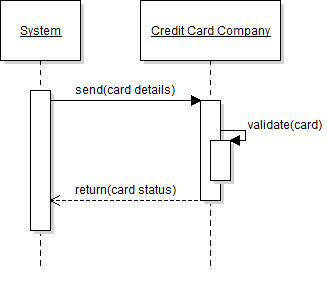 System
Credit Card Company
send(card details)
validate(card)
return(card status)